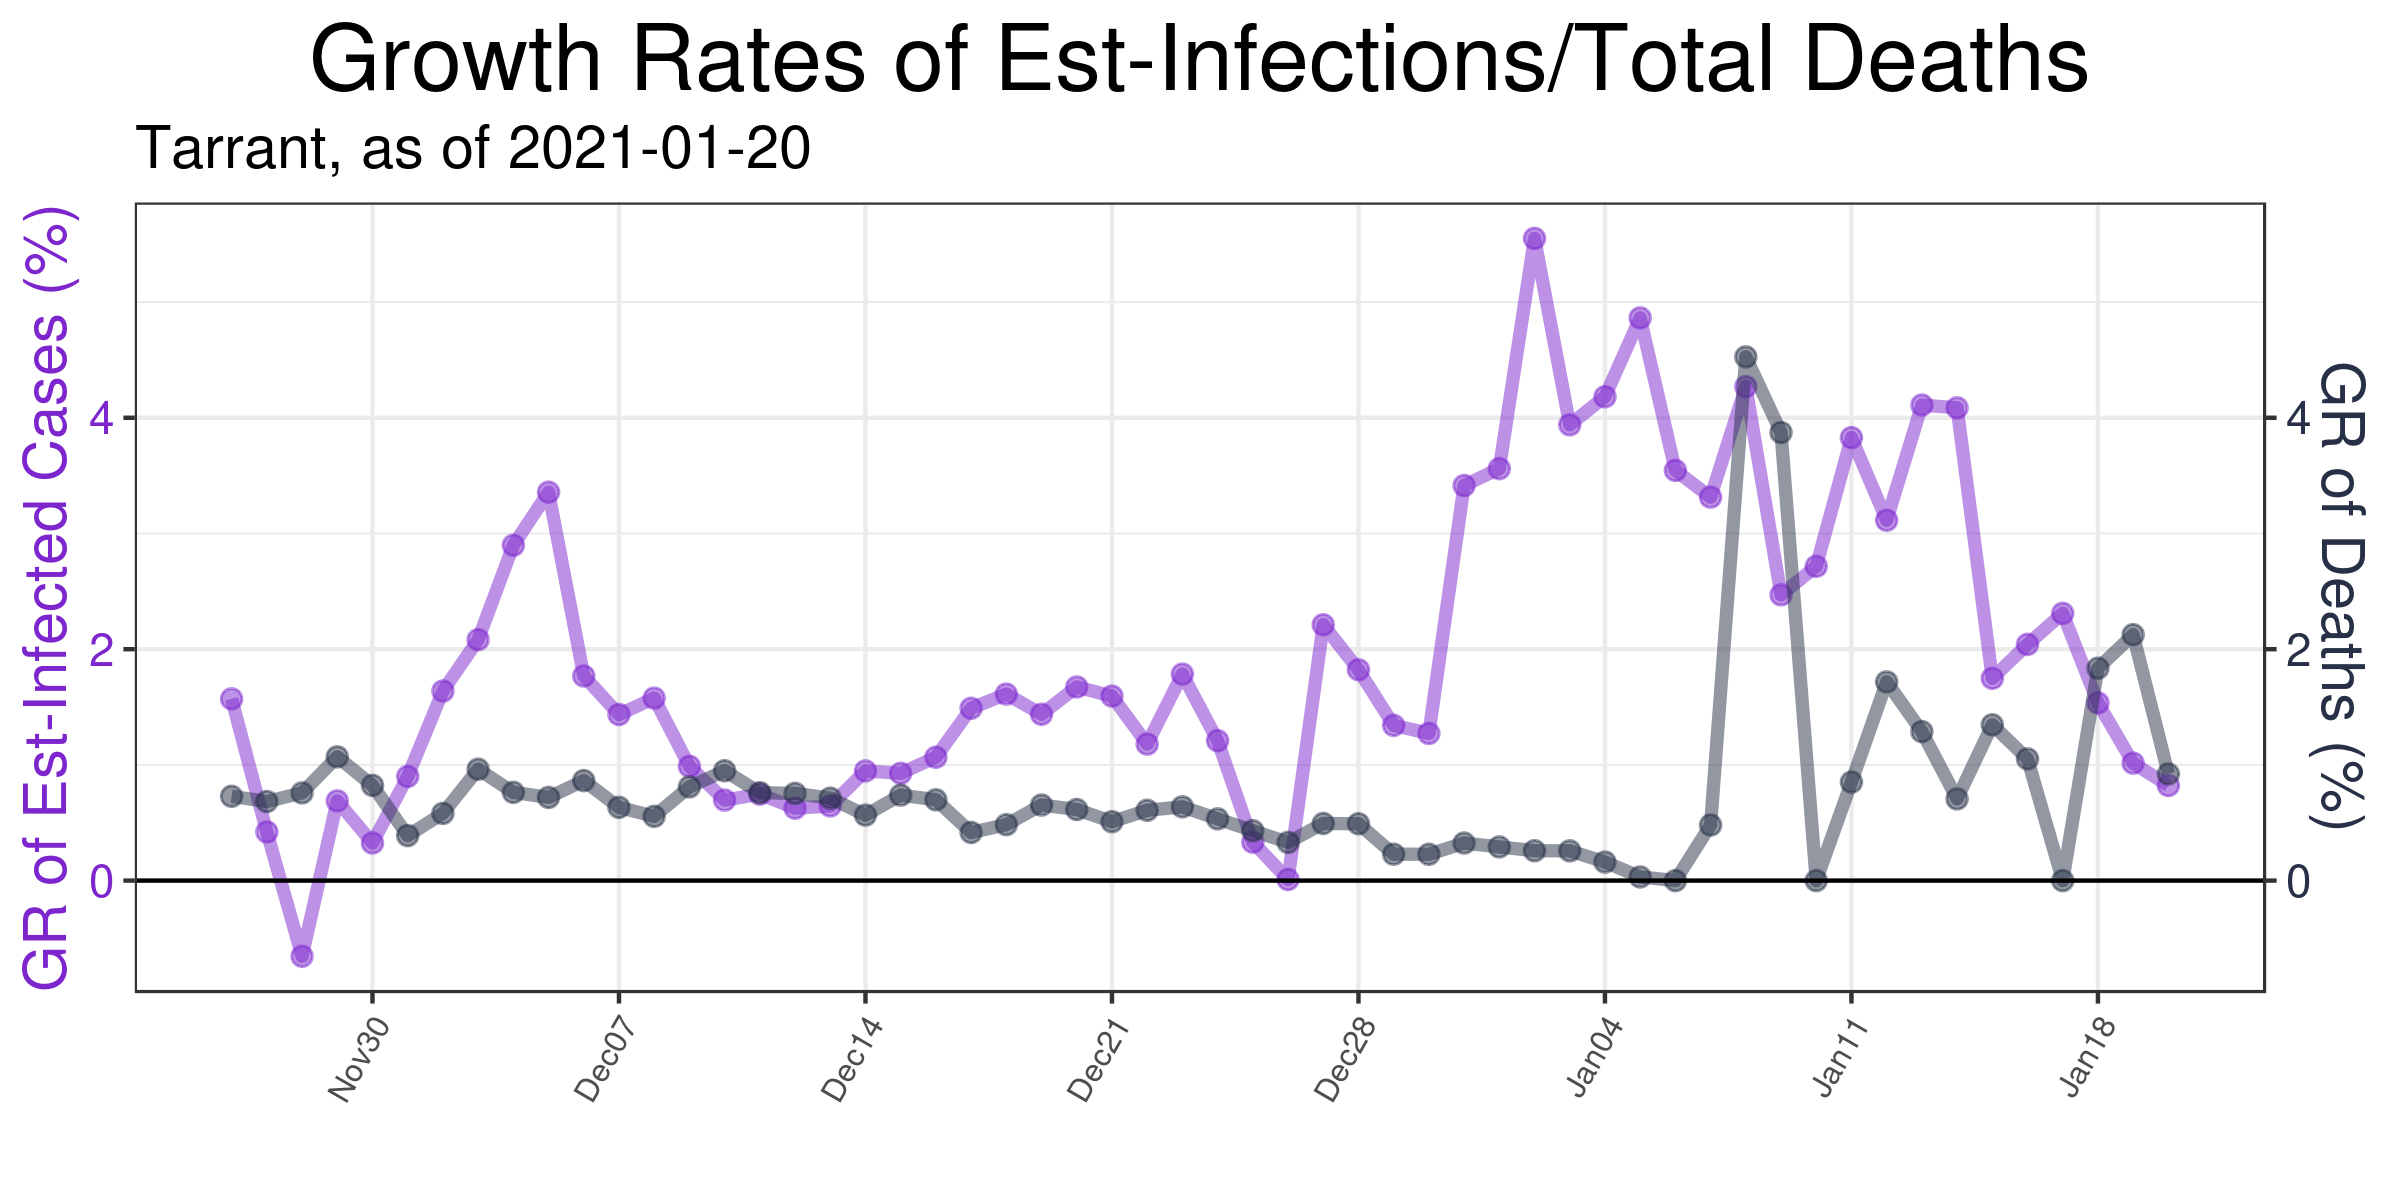 Growth Rates of Est-Infections/Total Deaths
Tarrant, as of 2021-01-20
GR of Est-Infected Cases (%)
4
2
0
4
2
0
GR of Deaths (%)
Nov30
Dec07
Dec14
Dec21
Dec28
Jan04
Jan11
Jan18